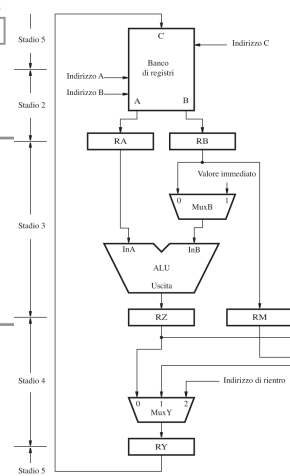 Stadio 5
C
Indirizzo C
Banco
di registri
Indirizzo A
Indirizzo B
A B
Stadio 2
RA RB
Valore immediato
0 1
MuxB
Stadio 3
InA InB
ALU
Uscita
RZ RM
Stadio 4
Indirizzo di rientro
0 1 2
MuxY
RY
Stadio 5